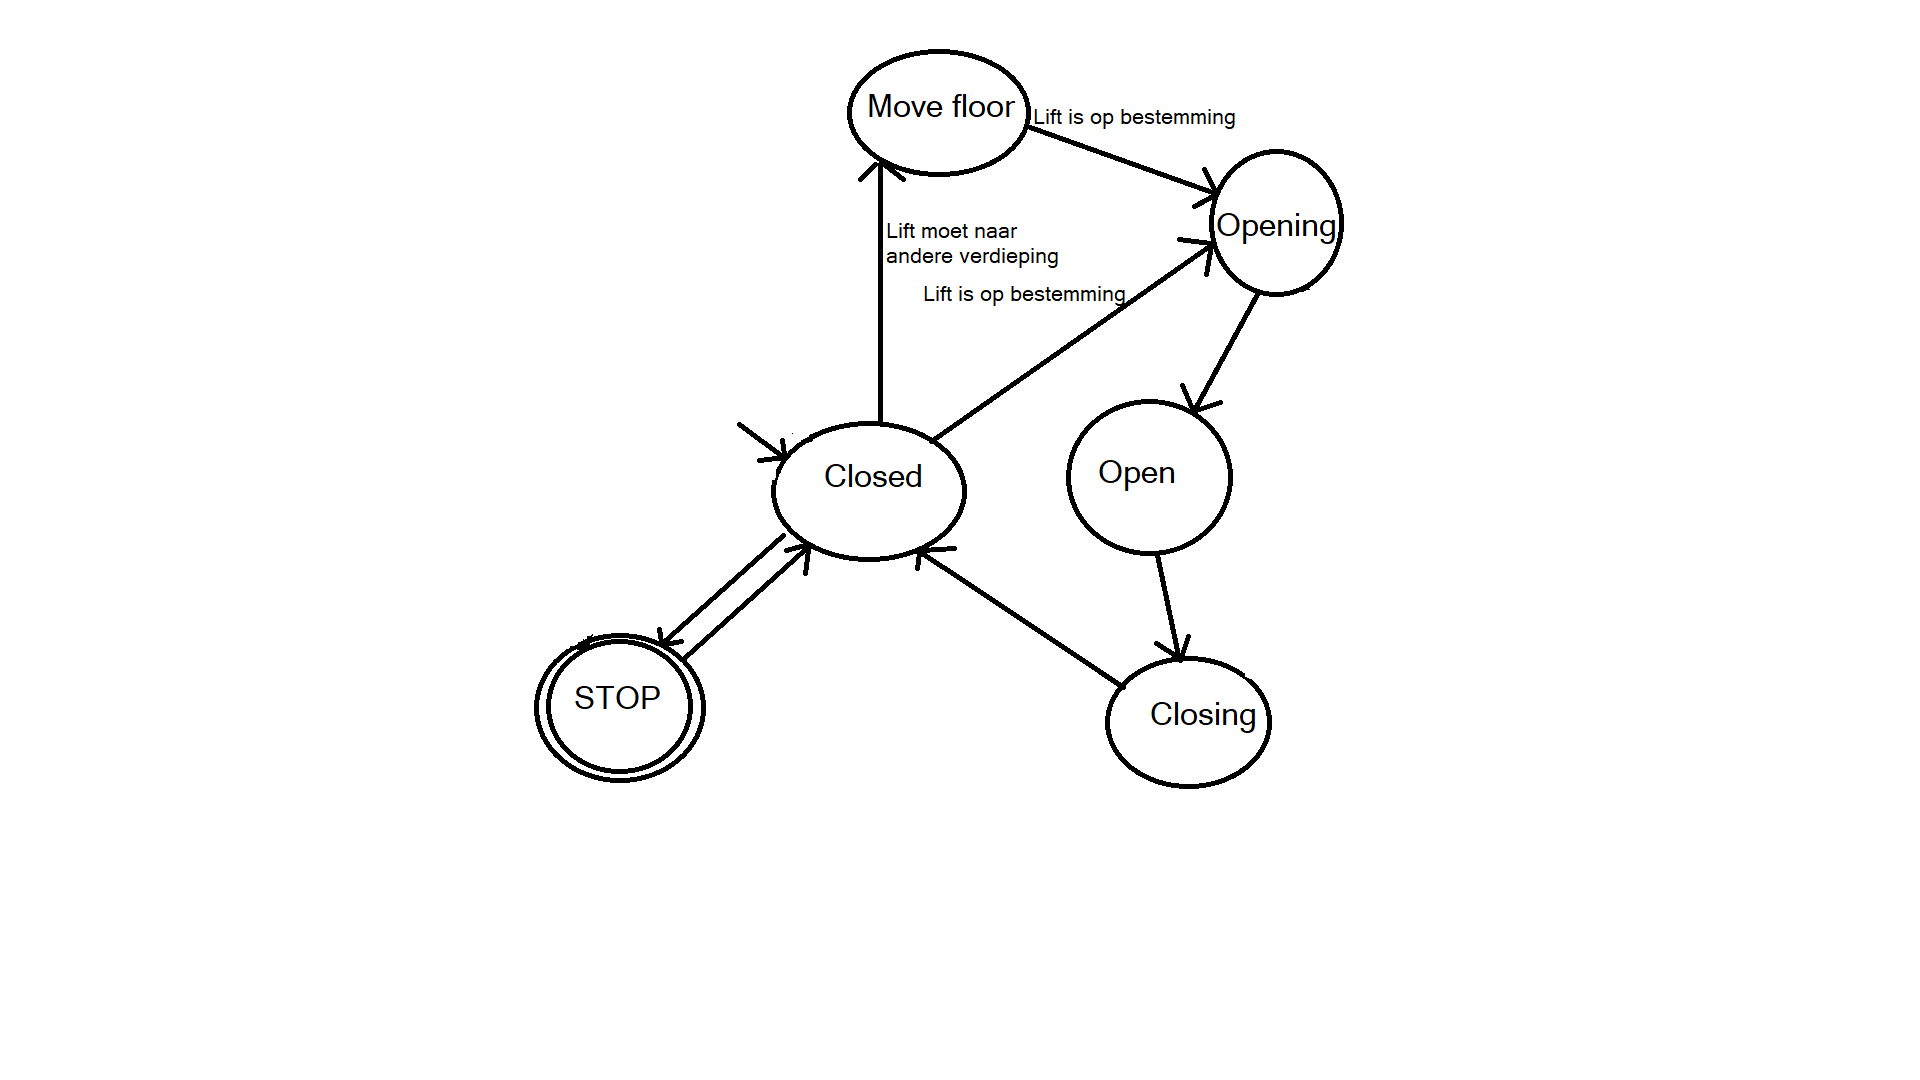 Move floor
Lift is op bestemming
Opening
Lift moet naar
andere verdieping
Lift is op bestemming
Closed
Open
STOP
Closing